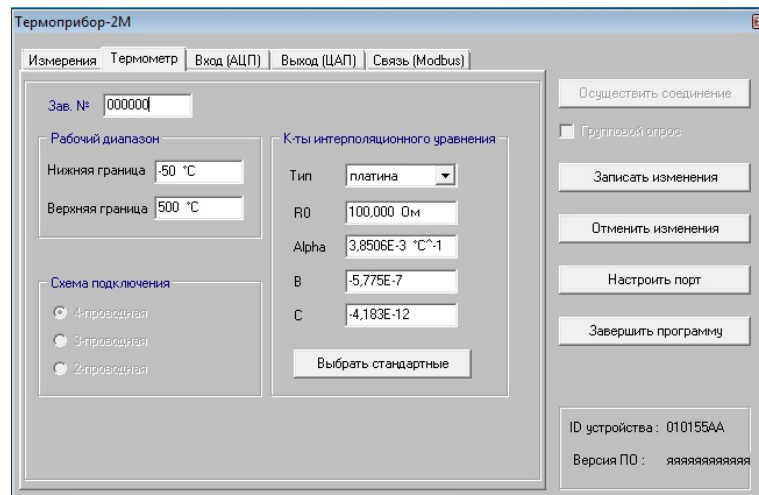 Термоприбор-2М
Измерения Термометр Вход (АЦП) Выход (ЦАП) Связь (Modbus)
Зав. № 000000
Рабочий диапазон
Нижняя граница -50 °C
Верхняя граница 500 °C
Схема подключения
4-проводная
3-проводная
2-проводная
К-ты интерполяционного уравнения
Тип платина
R0 100,000 Ом
Alpha 3,8506E-3 °C^-1
B -5,775E-7
C -4,183E-12
Выбрать стандартные
Осуществить соединение
Групповой опрос
Записать изменения
Отменить изменения
Настроить порт
Завершить программу
ID устройства : 010155AA
Версия ПО : яяяяяяяяяяяя